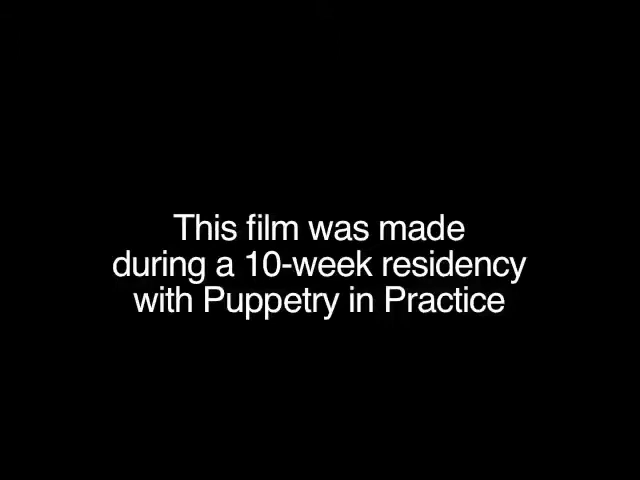 This film was made
during a 10-week residency
with Puppetry in Practice